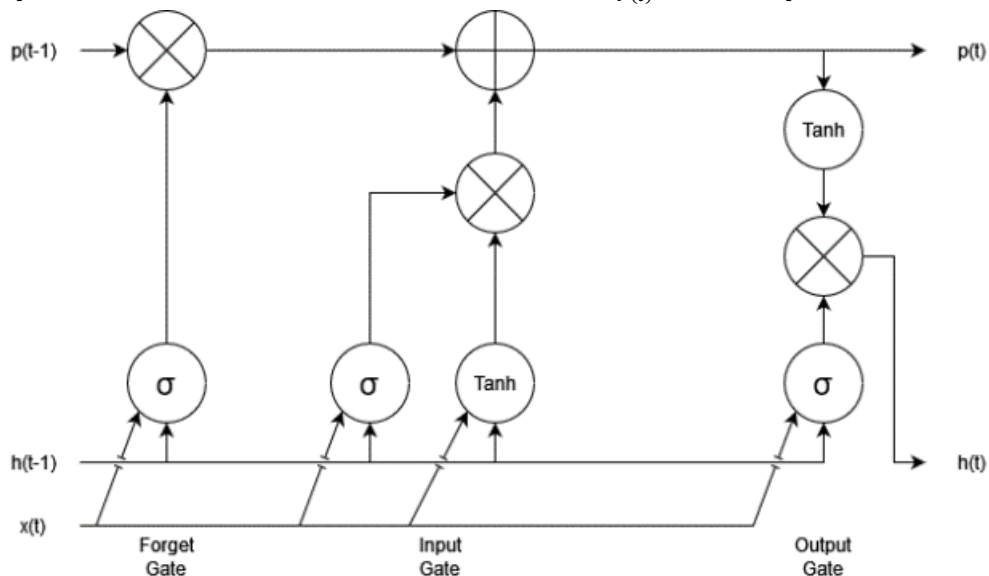 p(t-1)
p(t)
Tanh
σ
σ
Tanh
σ
h(t-1)
h(t)
x(t)
Forget
Gate
Input
Gate
Output
Gate